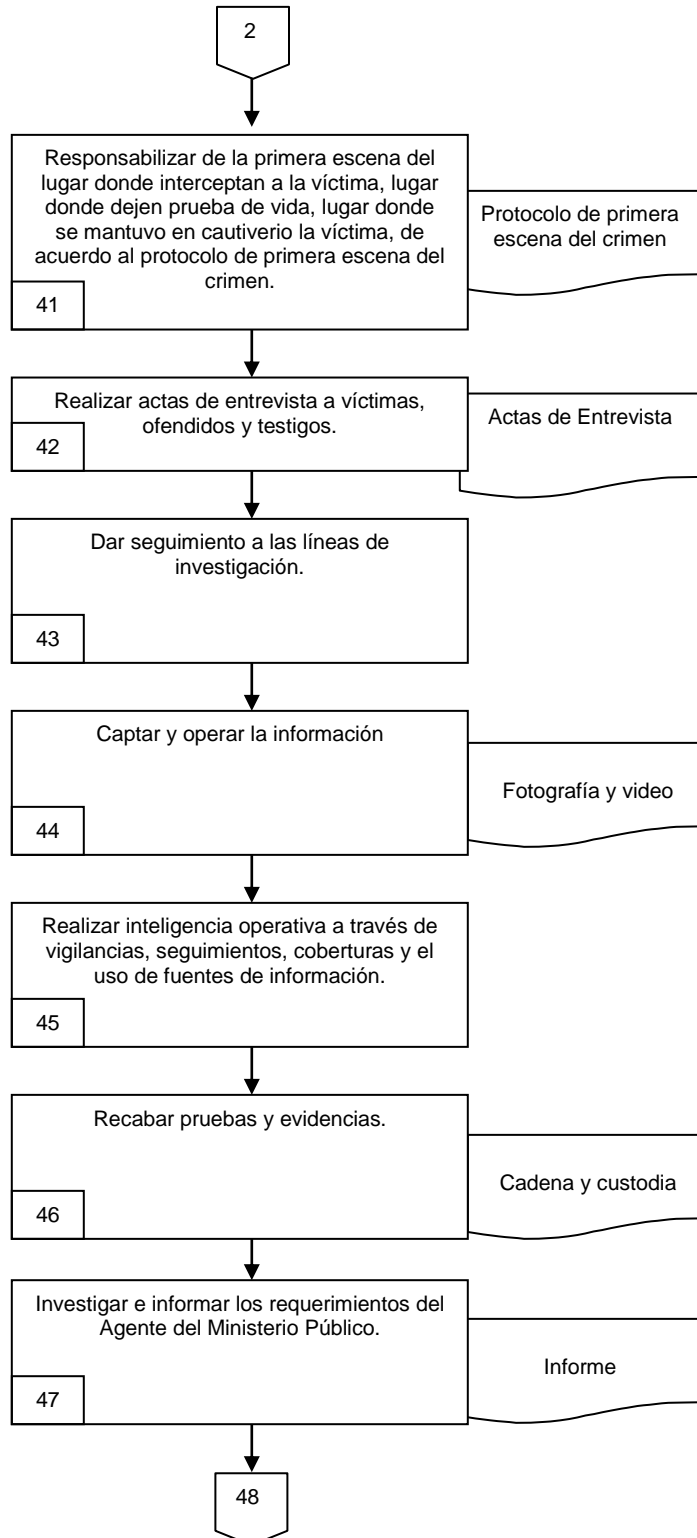 2
Responsabilizar de la primera escena del
lugar donde interceptan a la víctima, lugar
donde dejen prueba de vida, lugar donde
se mantuvo en cautiverio la víctima, de
acuerdo al protocolo de primera escena del
crimen.
41
Protocolo de primera
escena del crimen
Realizar actas de entrevista a víctimas,
ofendidos y testigos.
42
Actas de Entrevista
Dar seguimiento a las líneas de
investigación.
43
Captar y operar la información
44
Fotografía y video
Realizar inteligencia operativa a través de
vigilancias, seguimientos, coberturas y el
uso de fuentes de información.
45
Recabar pruebas y evidencias.
46
Cadena y custodia
Investigar e informar los requerimientos del
Agente del Ministerio Público.
47
Informe
48